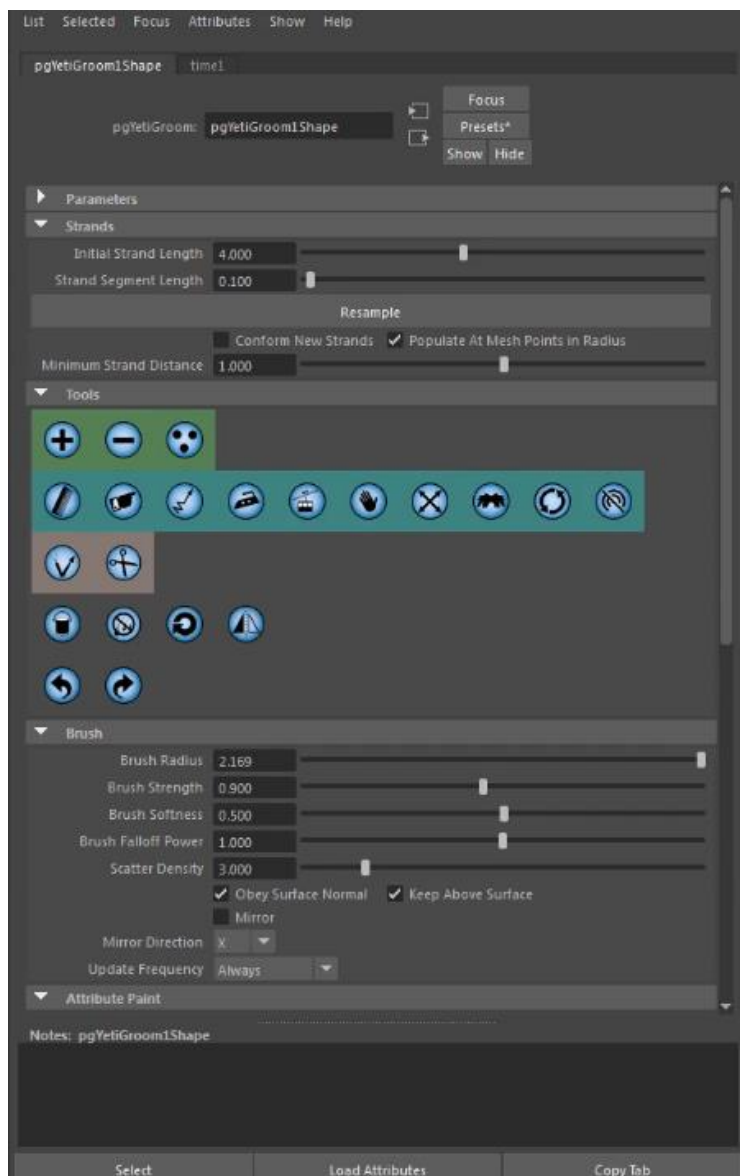 List Selected Focus Attributes Show Help
pgYetiGroom1Shape time1
Focus
pgYetiGroom: pgYetiGroom1Shape Presets*
Show Hide
Parameters
Strands
Initial Strand Length 4.000
Strand Segment Length 0.100
Resample
Conform New Strands Populate At Mesh Points in Radius
Minimum Strand Distance 1.000
Tools
Brush
Brush Radius 2.169
Brush Strength 0.900
Brush Softness 0.500
Brush Falloff Power 1.000
Scatter Density 3.000
Obey Surface Normal Keep Above Surface
Mirror
Mirror Direction X
Update Frequency Always
Attribute Paint
Notes: pgYetiGroom1Shape
Select Load Attributes Copy Tab